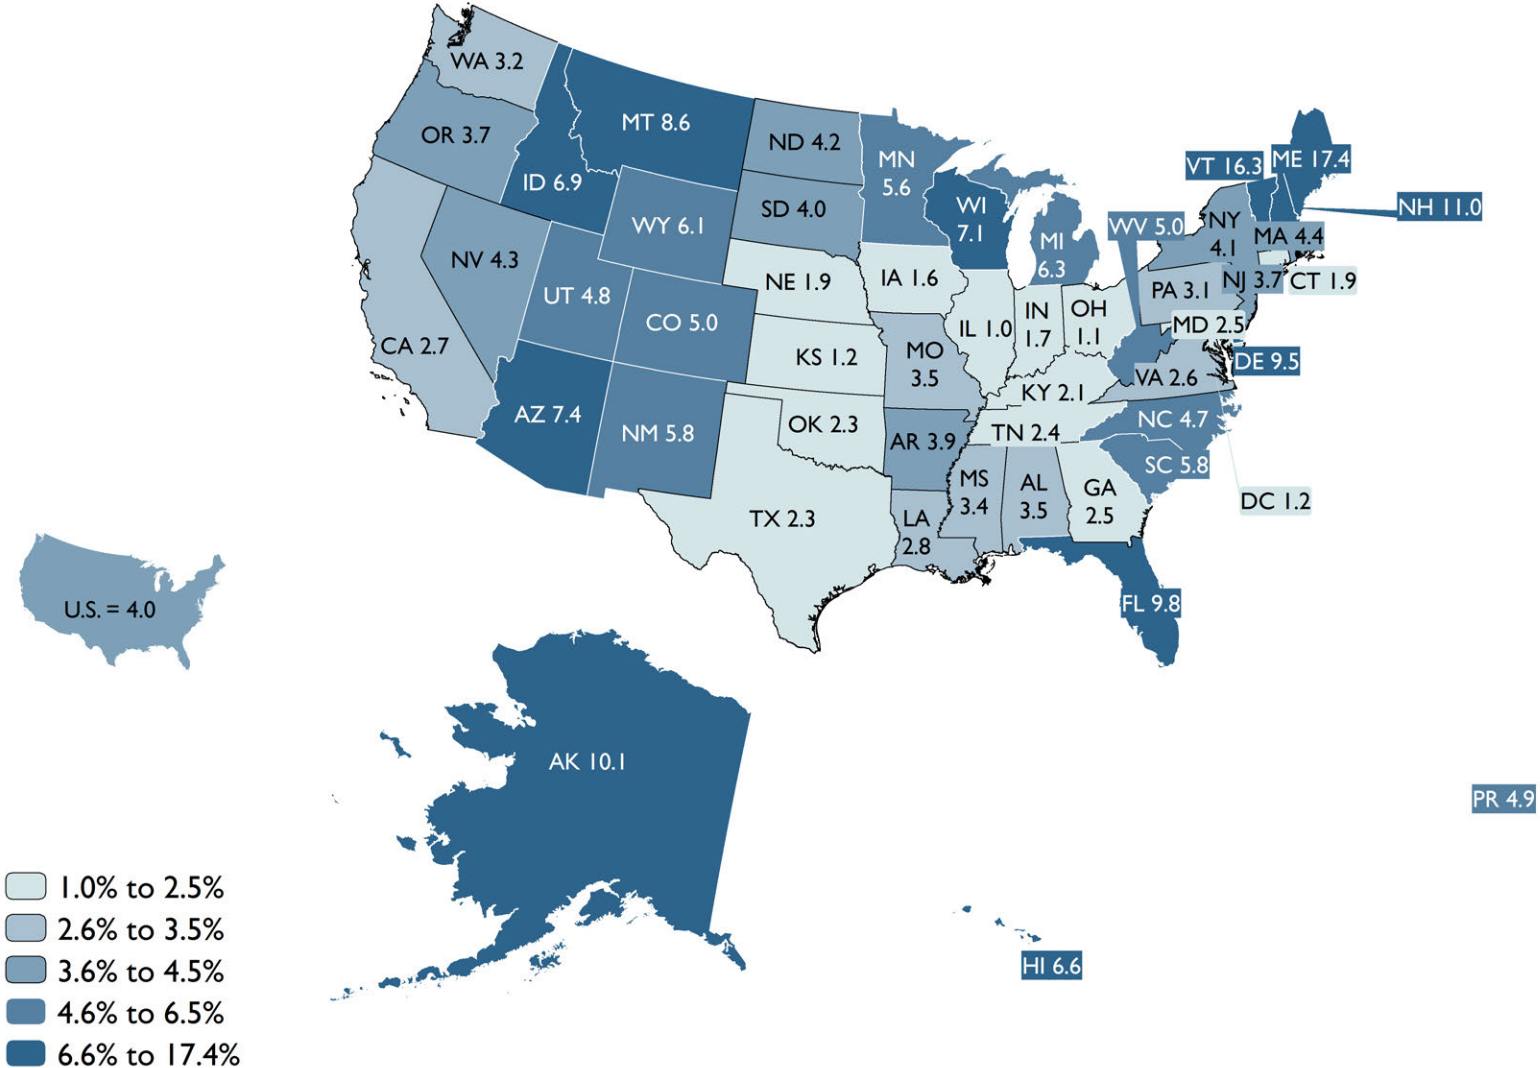 WA 3.2
OR 3.7
MT 8.6
ID 6.9
ND 4.2
MN
5.6
SD 4.0
WY 6.1
WI
7.1
MI
6.3
VT 16.3
ME 17.4
NH 11.0
WV 5.0
NY
4.1
MA 4.4
NV 4.3
UT 4.8
NE 1.9
IA 1.6
PA 3.1
NJ 3.7
CT 1.9
CA 2.7
CO 5.0
KS 1.2
MO
3.5
IL 1.0
IN
1.7
OH
1.1
MD 2.5
DE 9.5
VA 2.6
KY 2.1
AZ 7.4
NM 5.8
OK 2.3
AR 3.9
TN 2.4
NC 4.7
SC 5.8
TX 2.3
LA
2.8
MS
3.4
AL
3.5
GA
2.5
DC 1.2
FL 9.8
U.S. = 4.0
AK 10.1
PR 4.9
HI 6.6
1.0% to 2.5%
2.6% to 3.5%
3.6% to 4.5%
4.6% to 6.5%
6.6% to 17.4%